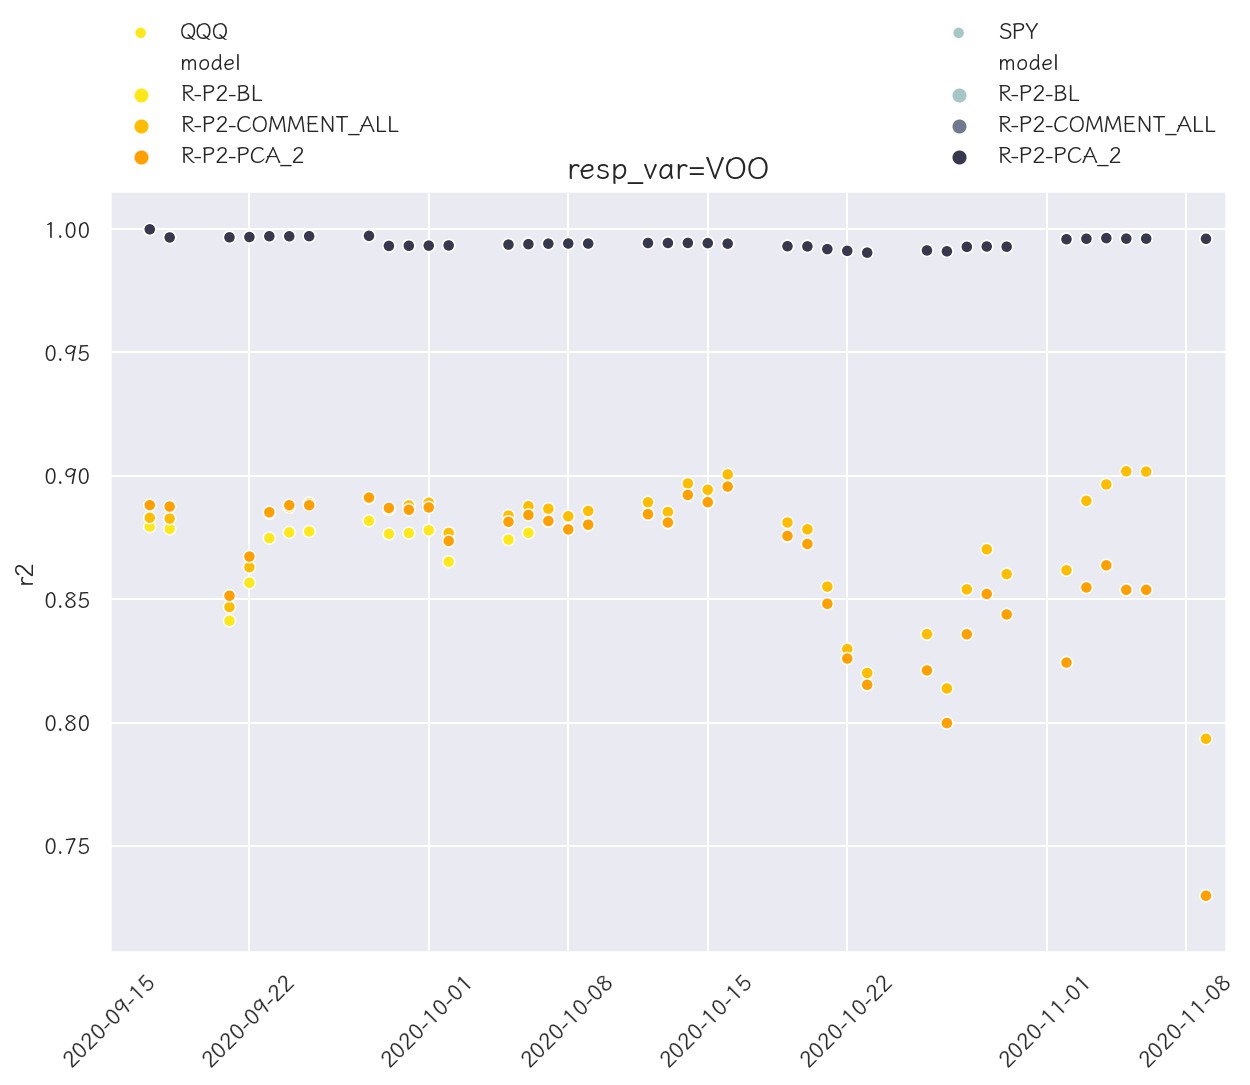 QQQ
model
R-P2-BL
R-P2-COMMENT_ALL
R-P2-PCA_2
SPY
model
R-P2-BL
R-P2-COMMENT_ALL
R-P2-PCA_2
resp_var=VOO
1.00
0.95
0.90
0.85
0.80
0.75
r2
2020-09-15
2020-09-22
2020-10-01
2020-10-08
2020-10-15
2020-10-22
2020-11-01
2020-11-08